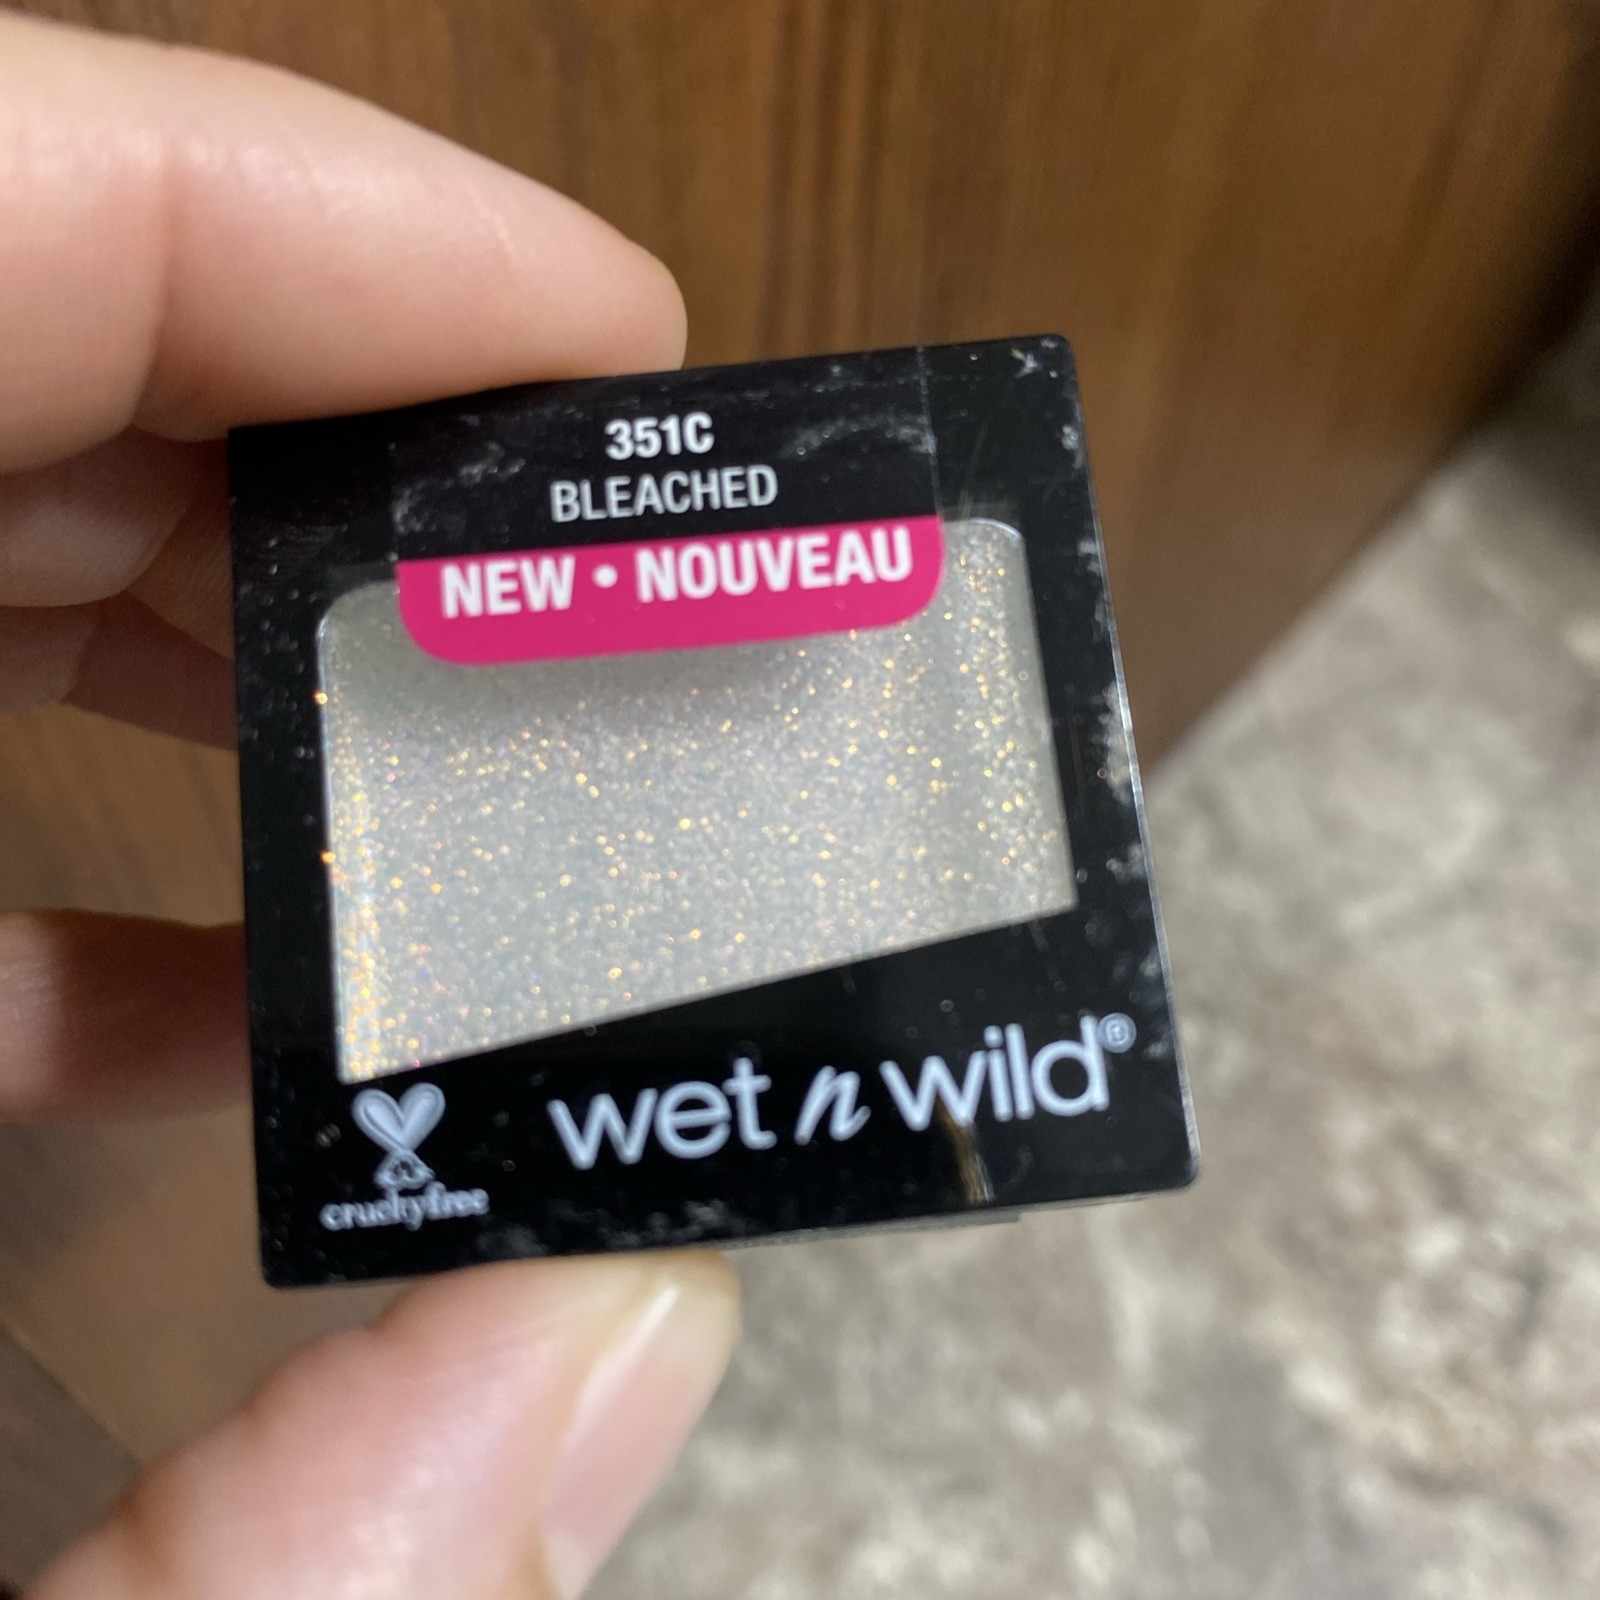 351C
BLEACHED
NEW • NOUVEAU
wet n wild®
crueltyfree